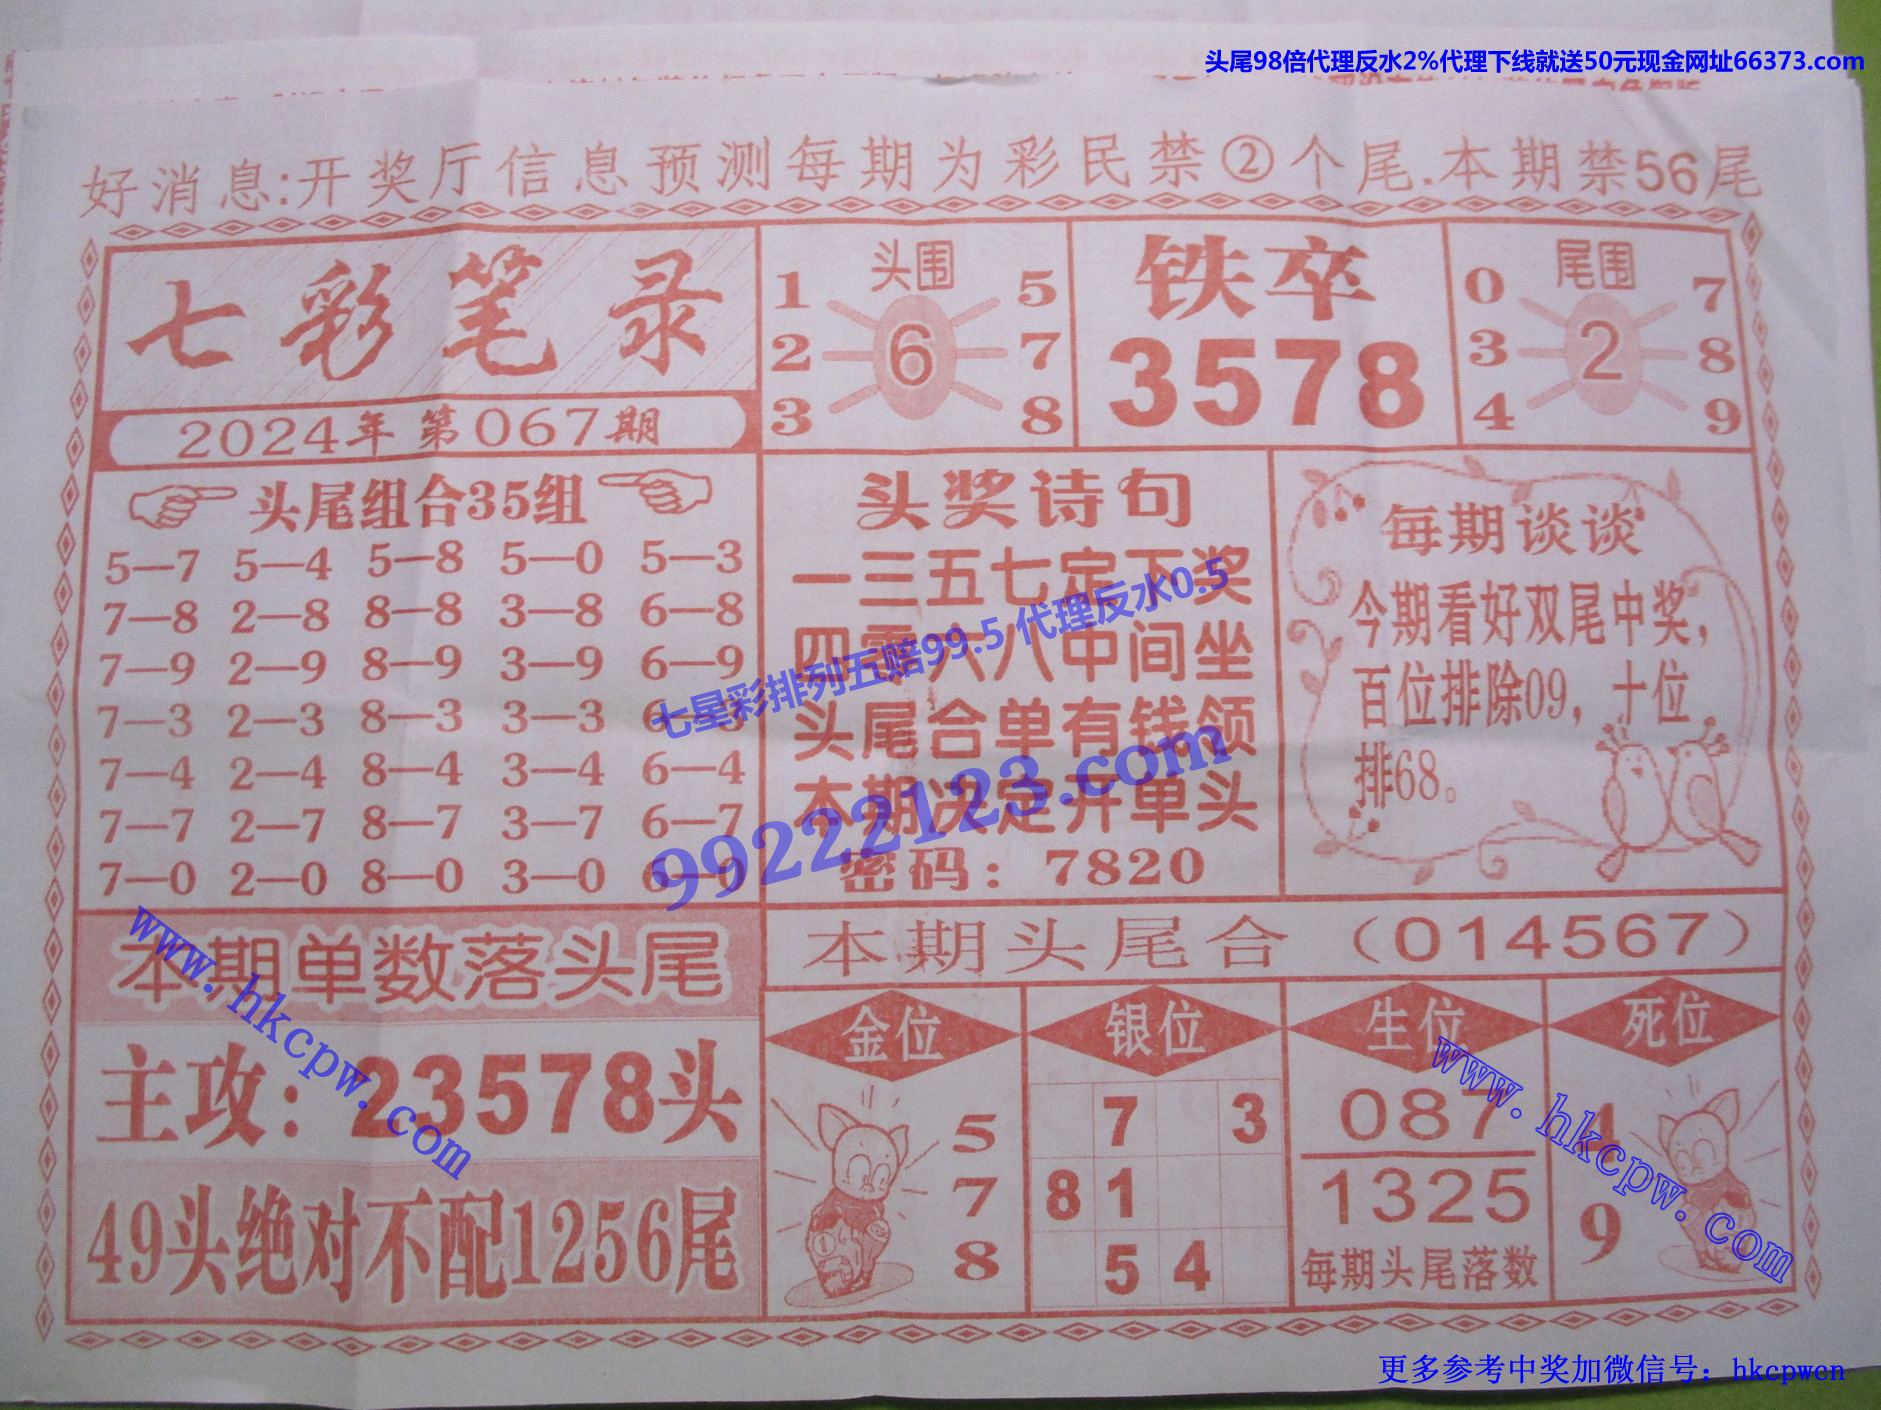 头尾98倍代理反水2%代理下线就送50元现金网址66373.com
好消息:开奖厅信息预测每期为彩民禁②个尾.本期禁56尾
七彩笔录
2024年 第067期
头围
1 5
2 6 7
3 8
铁卒
3578
尾围
0 7
3 2 8
4 9
头尾组合35组
5—7 5—4 5—8 5—0 5—3
7—8 2—8 8—8 3—8 6—8
7—9 2—9 8—9 3—9 6—9
7—3 2—3 8—3 3—3 6—3
7—4 2—4 8—4 3—4 6—4
7—7 2—7 8—7 3—7 6—7
7—0 2—0 8—0 3—0 6—0
头奖诗句
一三五七定下奖
四零六八中间坐
头尾合单有钱领
本期决定开单头
密码：7820
七星彩排列五赔99.5 代理反水0.5
99222123.com
每期谈谈
今期看好双尾中奖，
百位排除09，十位
排68。
本期单数落头尾
主攻：23578头
49头绝对不配1256尾
www.hkcpw.com
本期头尾合（014567）
金位
5
7
8
银位
7 3
8 1
5 4
生位
087
1325
每期头尾落数
死位
4
9
www.hkcpw.com
更多参考中奖加微信号：hkcpwcn